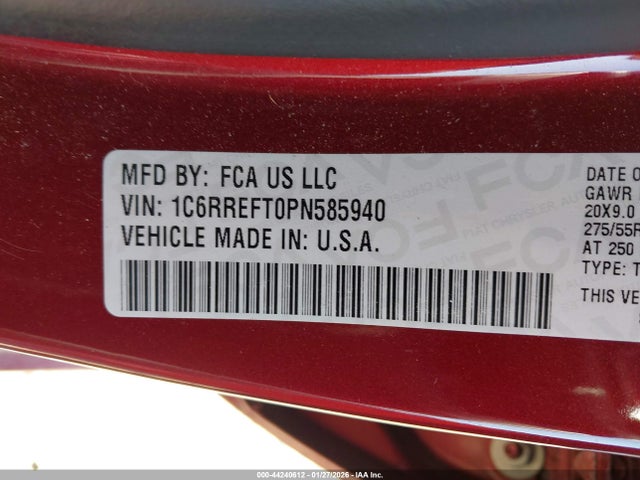 MFD BY: FCA US LLC
VIN: 1C6RREFT0PN585940
VEHICLE MADE IN: U.S.A.
DATE O
GAWR
20X9.0
275/55R
AT 250
TYPE: T
THIS VE
000-44240612 - 01/27/2026 - IAA Inc.